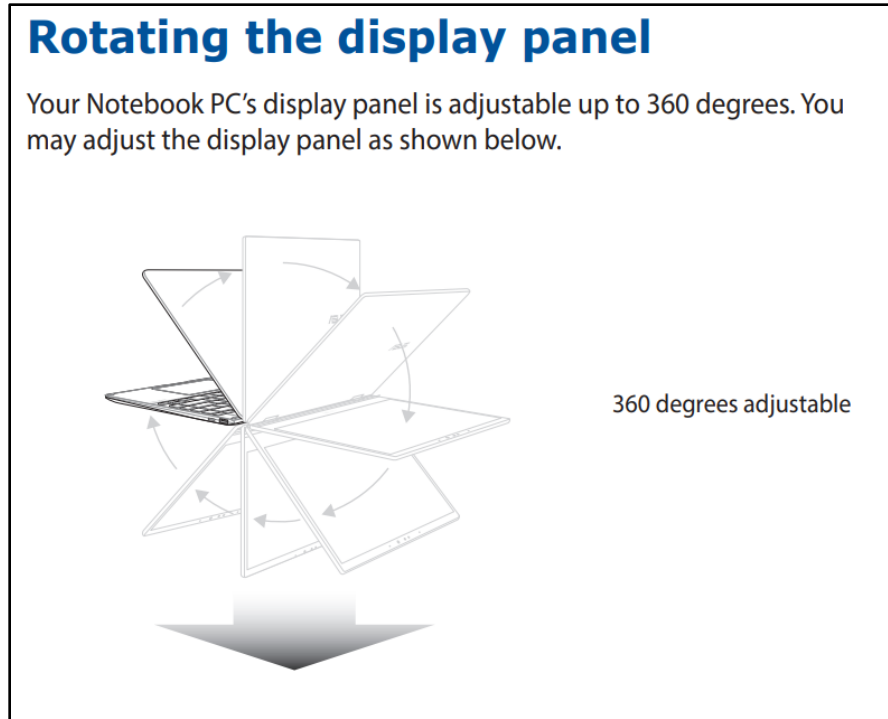 Rotating the display panel
Your Notebook PC’s display panel is adjustable up to 360 degrees. You
may adjust the display panel as shown below.
360 degrees adjustable